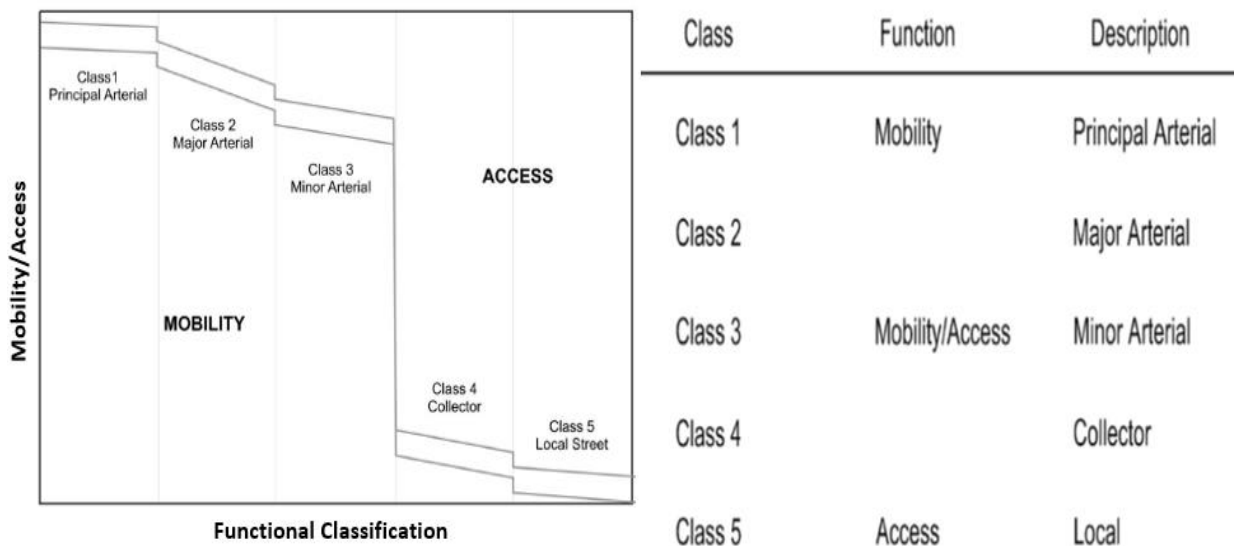 Mobility/Access
Class1
Principal Arterial
Class 2
Major Arterial
Class 3
Minor Arterial
ACCESS
MOBILITY
Class 4
Collector
Class 5
Local Street
Functional Classification
Class Function Description
Class 1 Mobility Principal Arterial
Class 2 Major Arterial
Class 3 Mobility/Access Minor Arterial
Class 4 Collector
Class 5 Access Local